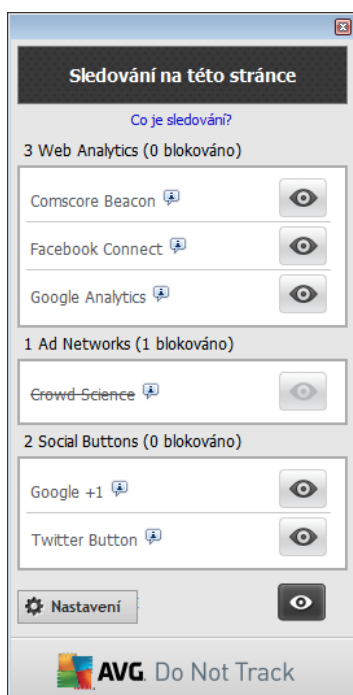 Sledování na této stránce
Co je sledování?
3 Web Analytics (0 blokováno)
Comscore Beacon
Facebook Connect
Google Analytics
1 Ad Networks (1 blokováno)
Crowd Science
2 Social Buttons (0 blokováno)
Google +1
Twitter Button
Nastavení
AVG. Do Not Track